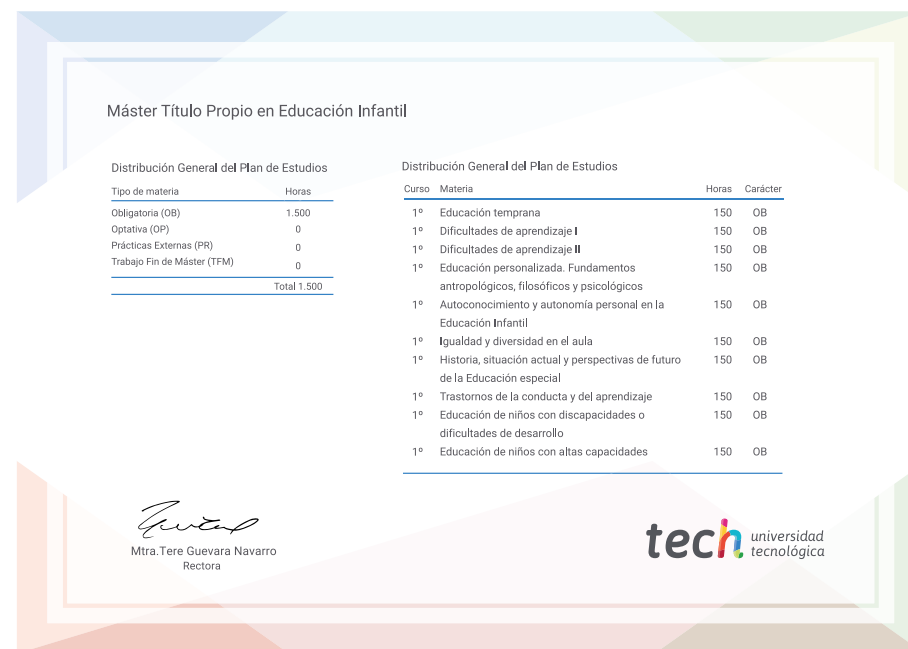 Máster Título Propio en Educación Infantil
Distribución General del Plan de Estudios
Tipo de materia Horas
Obligatoria (OB) 1.500
Optativa (OP) 0
Prácticas Externas (PR) 0
Trabajo Fin de Máster (TFM) 0
Total 1.500
Distribución General del Plan de Estudios
Curso Materia Horas Carácter
1º Educación temprana 150 OB
1º Dificultades de aprendizaje I 150 OB
1º Dificultades de aprendizaje II 150 OB
1º Educación personalizada. Fundamentos 150 OB
antropológicos, filosóficos y psicológicos
1º Autoconocimiento y autonomía personal en la 150 OB
Educación Infantil
1º Igualdad y diversidad en el aula 150 OB
1º Historia, situación actual y perspectivas de futuro 150 OB
de la Educación especial
1º Trastornos de la conducta y del aprendizaje 150 OB
1º Educación de niños con discapacidades o 150 OB
dificultades de desarrollo
1º Educación de niños con altas capacidades 150 OB
Mtra.Tere Guevara Navarro
Rectora
tech universidad
tecnológica